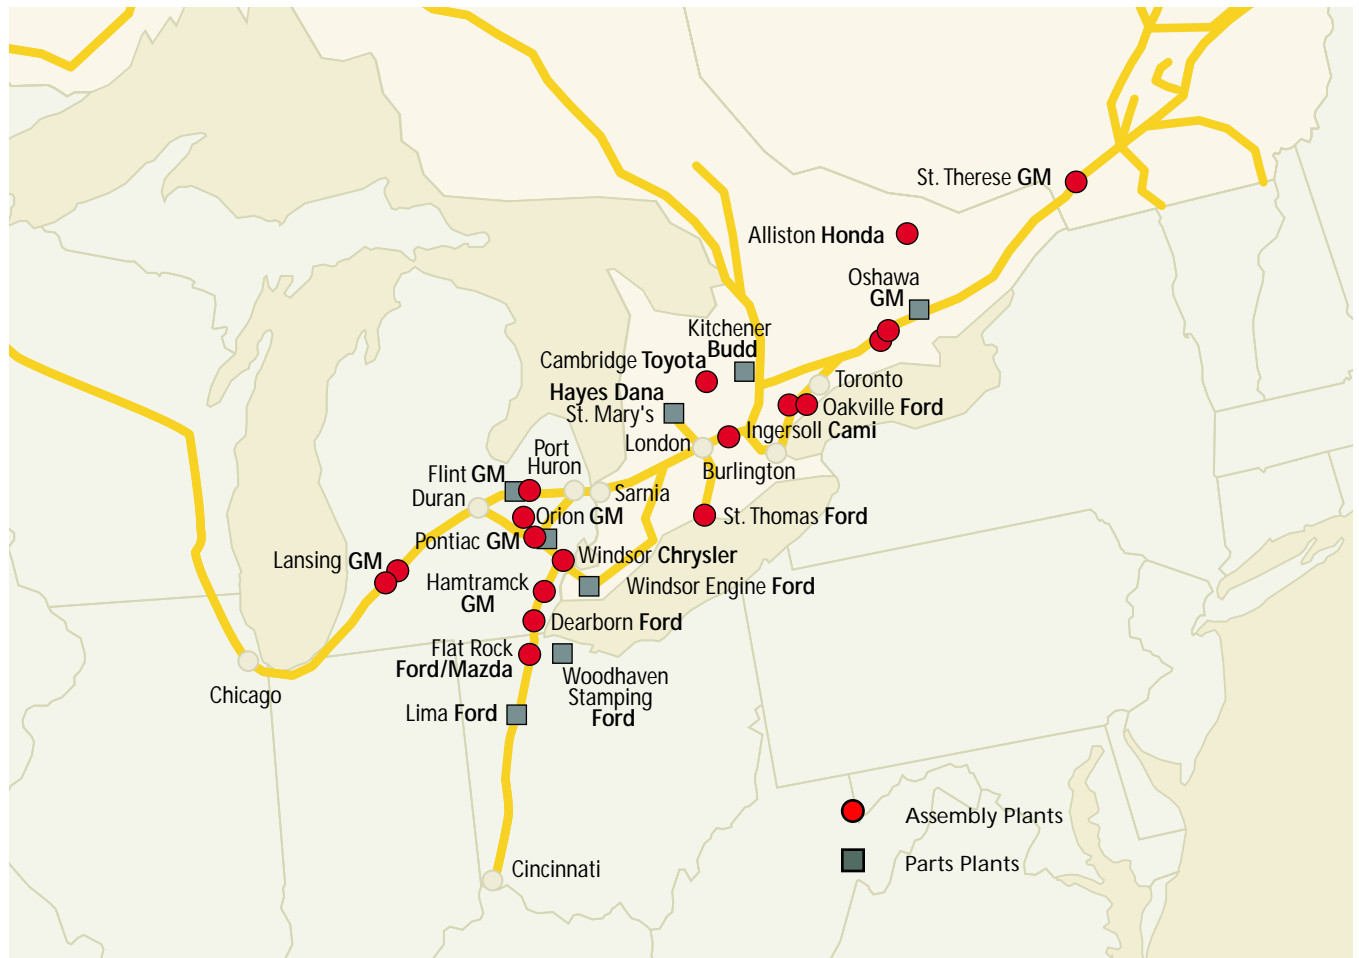 St. Therese GM
Alliston Honda
Oshawa
GM
Kitchener
Budd
Cambridge Toyota
Hayes Dana
St. Mary's
Toronto
Oakville Ford
Ingersoll Cami
London
Burlington
Port
Huron
Flint GM
Duran
Sarnia
Orion GM
St. Thomas Ford
Pontiac GM
Windsor Chrysler
Lansing GM
Hamtramck
GM
Windsor Engine Ford
Dearborn Ford
Flat Rock
Ford/Mazda
Woodhaven
Stamping
Ford
Chicago
Lima Ford
Assembly Plants
Parts Plants
Cincinnati